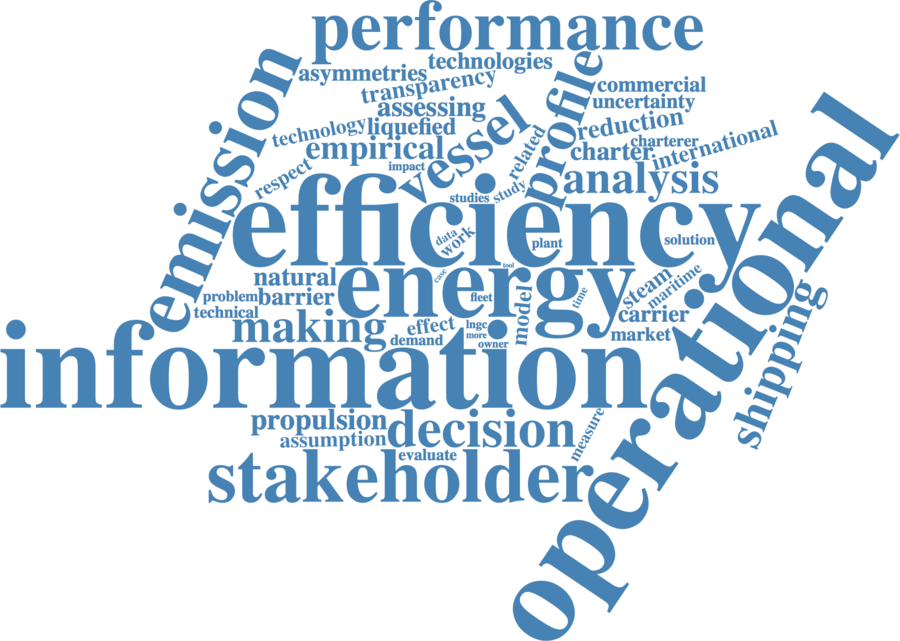 performance
technologies
asymmetries
transparency
emission
profile
commercial
uncertainty
assessing
vessel
reduction
technology
liquefied
related
charterer
international
empirical
charter
impact
respect
analysis
study
studies
efficiency
operational
data
work
plant
solution
tool
case
natural
energy
steam
maritime
problem
barrier
fleet
time
technical
model
carrier
shipping
making
effect
lngc
more
demand
owner
market
information
propulsion
decision
measure
assumption
evaluate
stakeholder